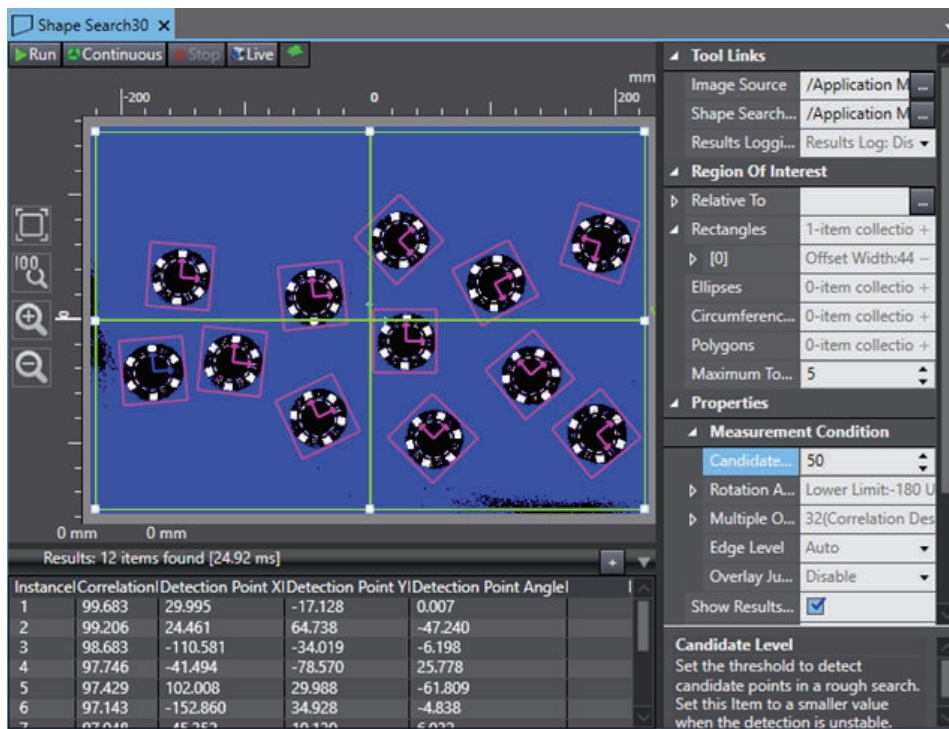 Shape Search30
Run Continuous Stop Live
mm
-200 0 200
0
100
0 mm 0 mm
Results: 12 items found [24.92 ms]
Instance Correlation Detection Point X Detection Point Y Detection Point Angle
1 99.683 29.995 -17.128 0.007
2 99.206 24.461 64.738 -47.240
3 98.683 -110.581 -34.019 -6.198
4 97.746 -41.494 -78.570 25.778
5 97.429 102.008 29.988 -61.809
6 97.143 -152.860 34.928 -4.838
Tool Links
Image Source /Application M ...
Shape Search... /Application M ...
Results Loggi... Results Log: Dis
Region Of Interest
Relative To ...
Rectangles 1-item collectio +
[0] Offset Width:44 −
Ellipses 0-item collectio +
Circumferenc... 0-item collectio +
Polygons 0-item collectio +
Maximum To... 5
Properties
Measurement Condition
Candidate... 50
Rotation A... Lower Limit:-180 U
Multiple O... 32(Correlation Des
Edge Level Auto
Overlay Ju... Disable
Show Results...
Candidate Level
Set the threshold to detect
candidate points in a rough search.
Set this Item to a smaller value
when the detection is unstable.